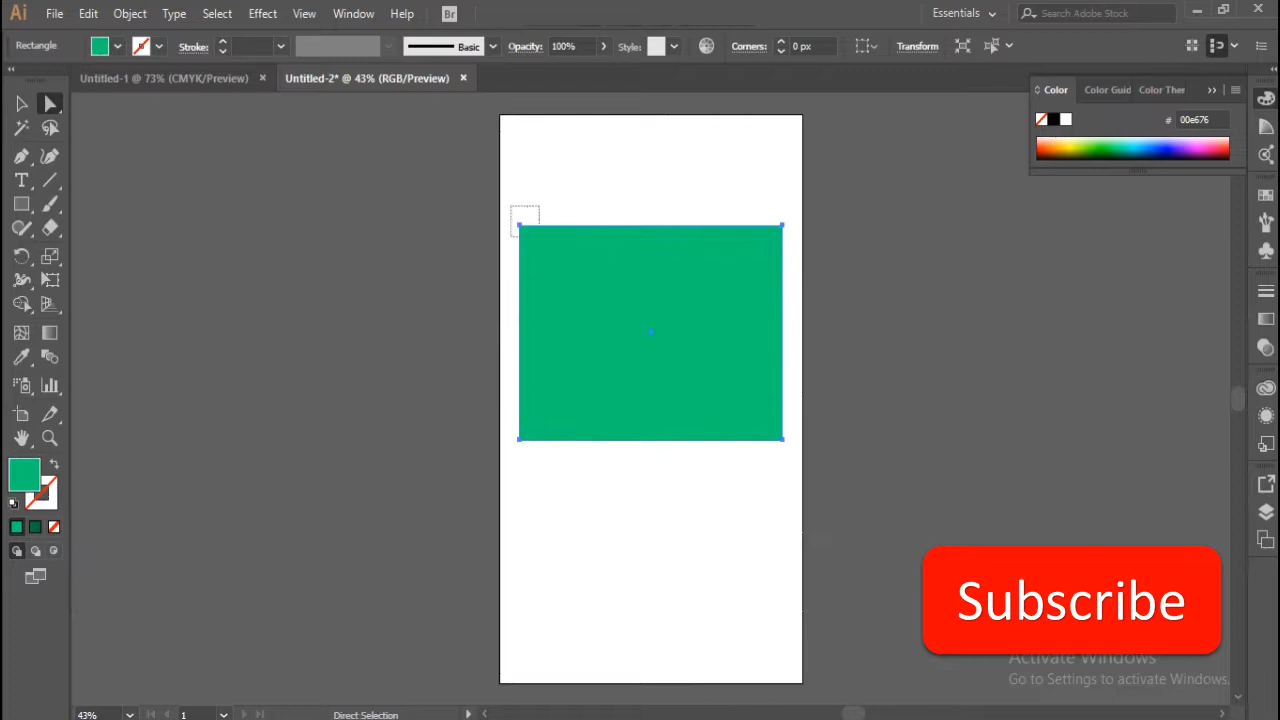 Ai File Edit Object Type Select Effect View Window Help Br Essentials Search Adobe Stock
Rectangle Stroke: Basic Opacity: 100% Style: Corners: 0 px Transform
Untitled-1 @ 73% (CMYK/Preview) × Untitled-2* @ 43% (RGB/Preview) ×
Color Color Guid Color Ther
# 00e676
Subscribe
Activate Windows
Go to Settings to activate Windows.
43% 1 Direct Selection